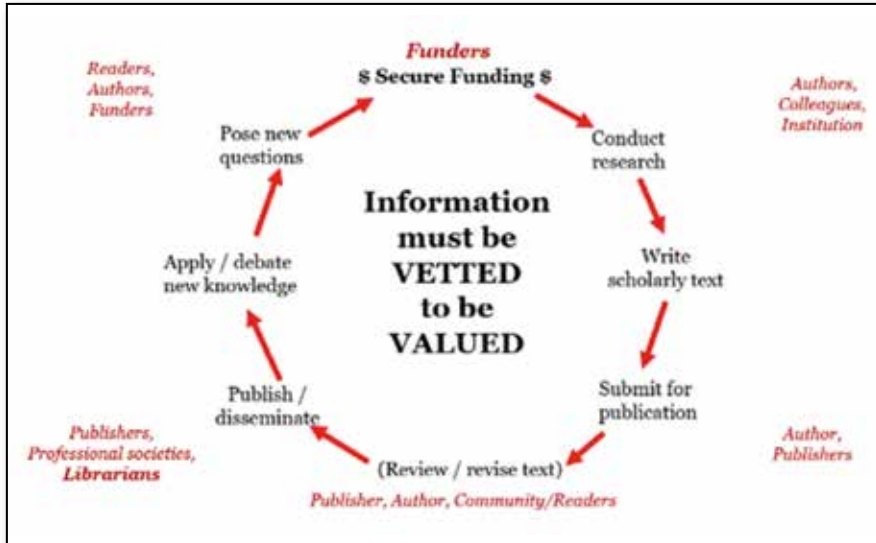 Funders
$ Secure Funding $
Readers,
Authors,
Funders
Authors,
Colleagues,
Institution
Pose new
questions
Conduct
research
Information
must be
VETTED
to be
VALUED
Apply / debate
new knowledge
Write
scholarly text
Publish /
disseminate
Submit for
publication
Publishers,
Professional societies,
Librarians
Author,
Publishers
(Review / revise text)
Publisher, Author, Community/Readers